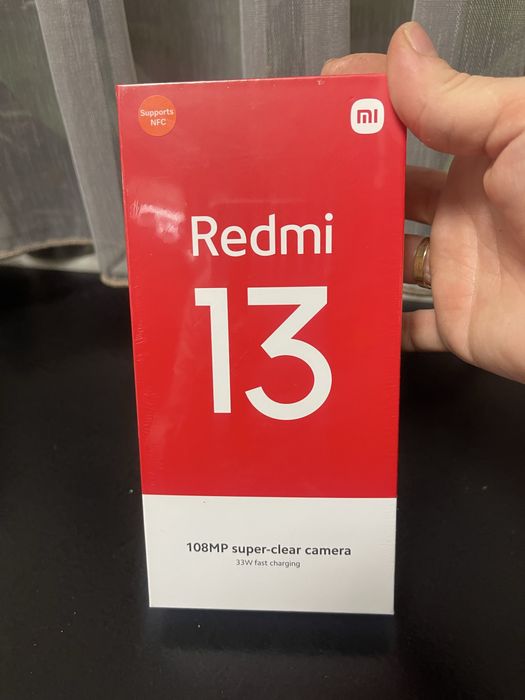 Supports
NFC
mi
Redmi
13
108MP super-clear camera
33W fast charging